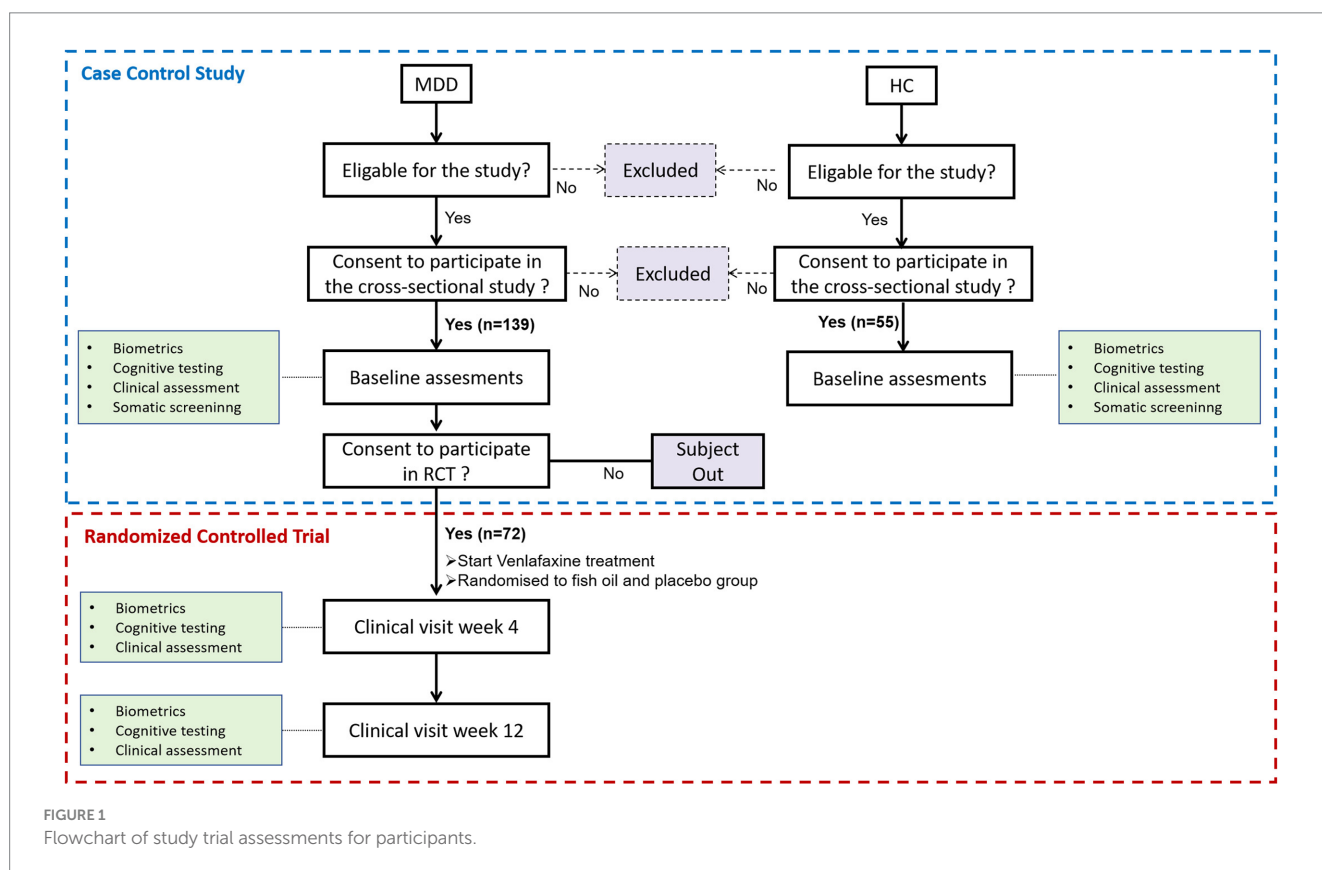 Case Control Study
MDD
HC
Eligible for the study?
No
Excluded
No
Eligible for the study?
Yes
Yes
Consent to participate in
the cross-sectional study ?
No
Excluded
No
Consent to participate in
the cross-sectional study ?
Yes (n=139)
Yes (n=55)
• Biometrics
• Cognitive testing
• Clinical assessment
• Somatic screeninng
Baseline assesments
Baseline assesments
• Biometrics
• Cognitive testing
• Clinical assessment
• Somatic screeninng
Consent to participate
in RCT ?
No
Subject
Out
Randomized Controlled Trial
Yes (n=72)
➢Start Venlafaxine treatment
➢Randomised to fish oil and placebo group
• Biometrics
• Cognitive testing
• Clinical assessment
Clinical visit week 4
• Biometrics
• Cognitive testing
• Clinical assessment
Clinical visit week 12
FIGURE 1
Flowchart of study trial assessments for participants.